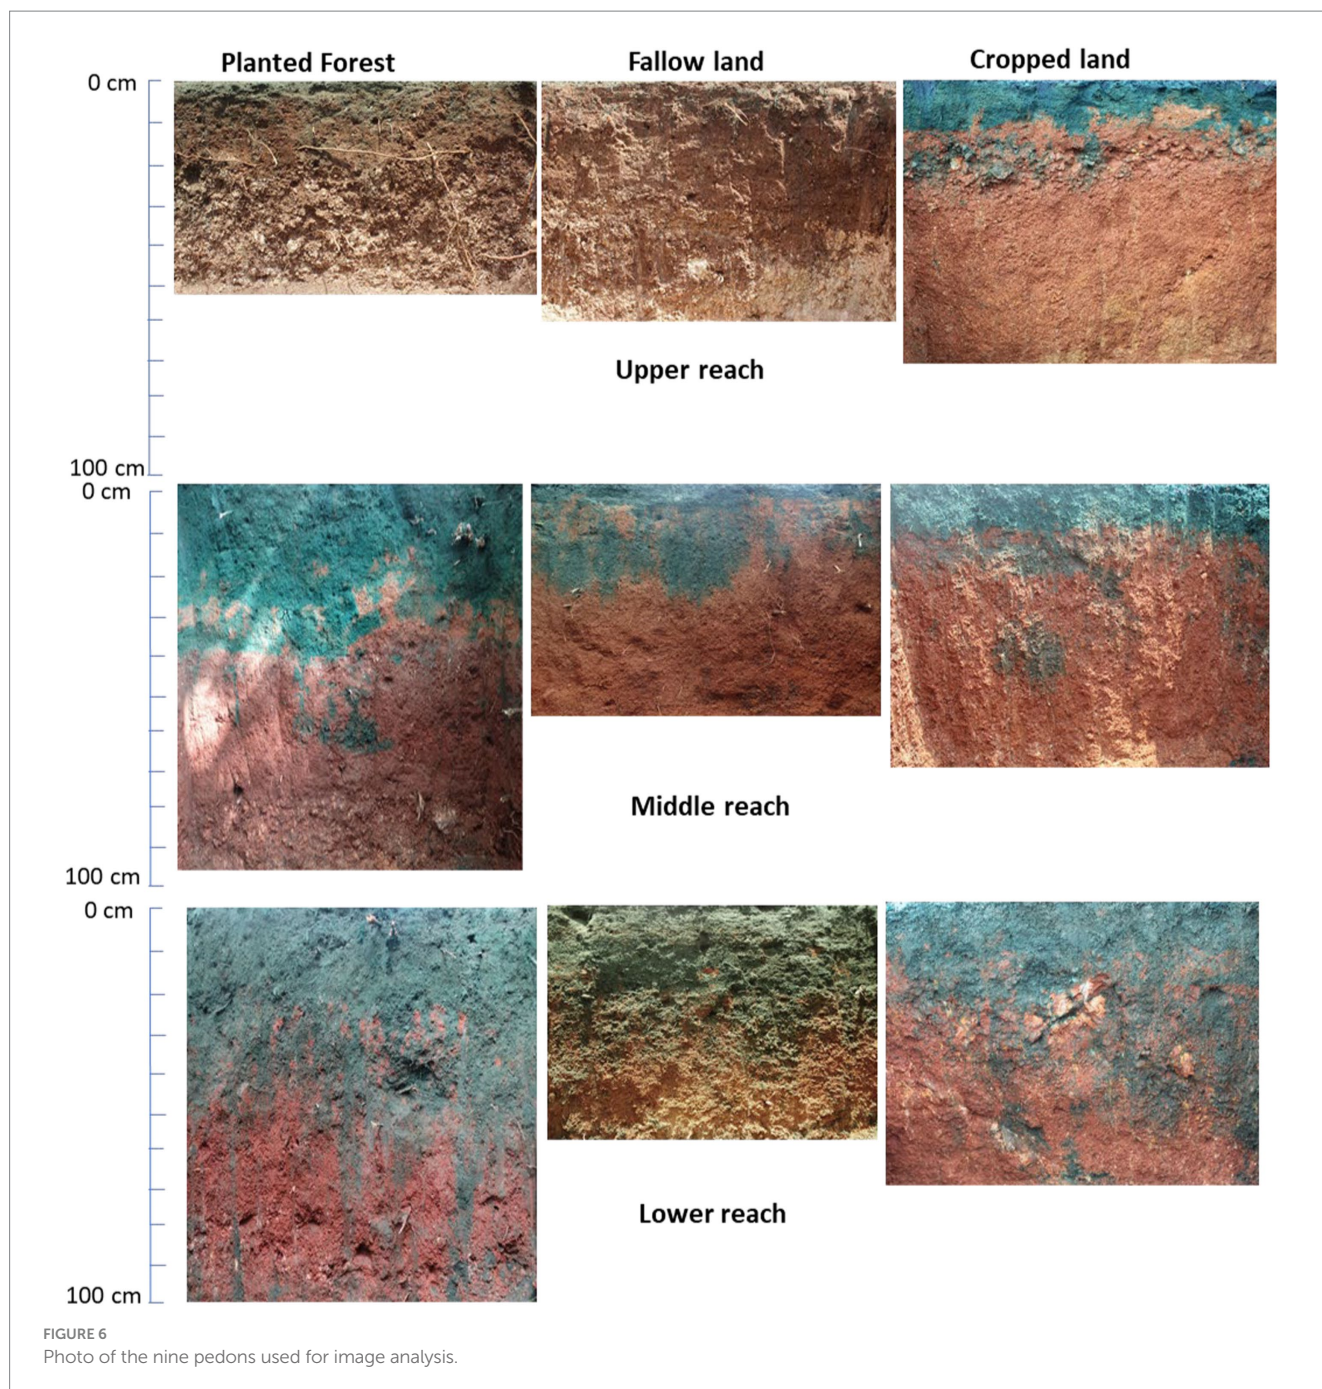 Planted Forest
Fallow land
Cropped land
0 cm
Upper reach
100 cm
0 cm
Middle reach
100 cm
0 cm
Lower reach
100 cm
FIGURE 6
Photo of the nine pedons used for image analysis.